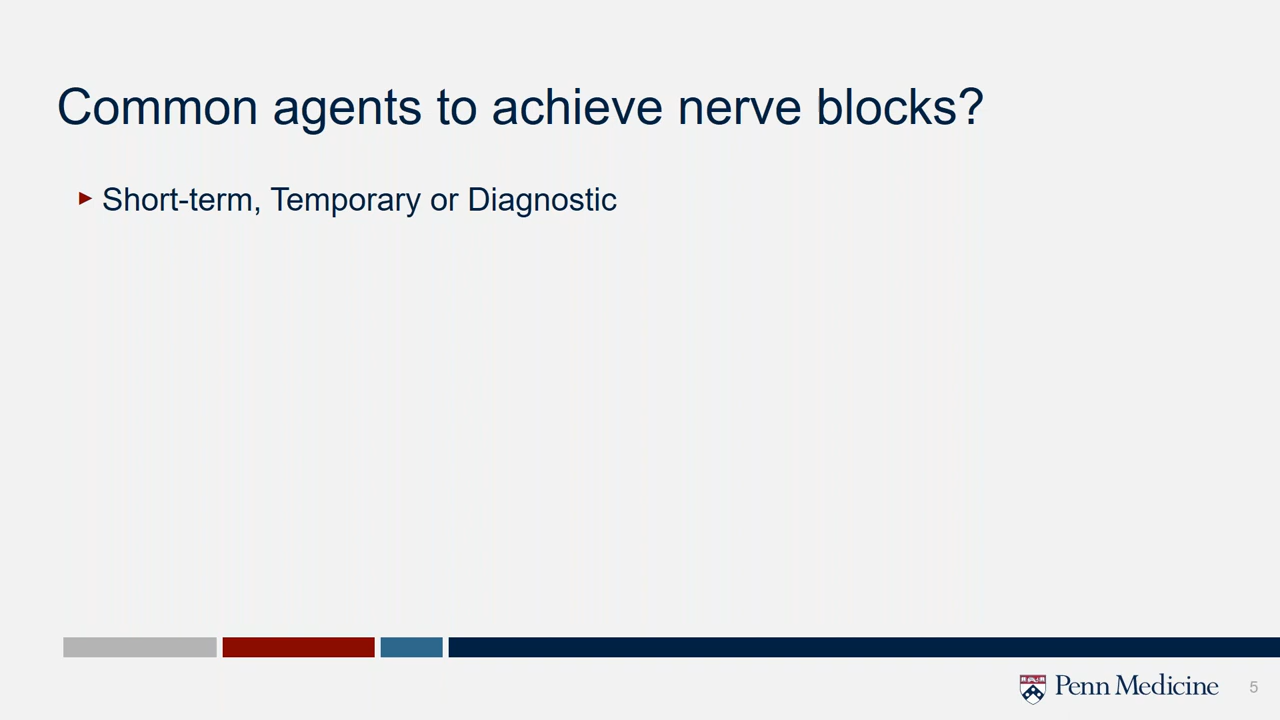 Common agents to achieve nerve blocks?
Short-term, Temporary or Diagnostic
Penn Medicine
5